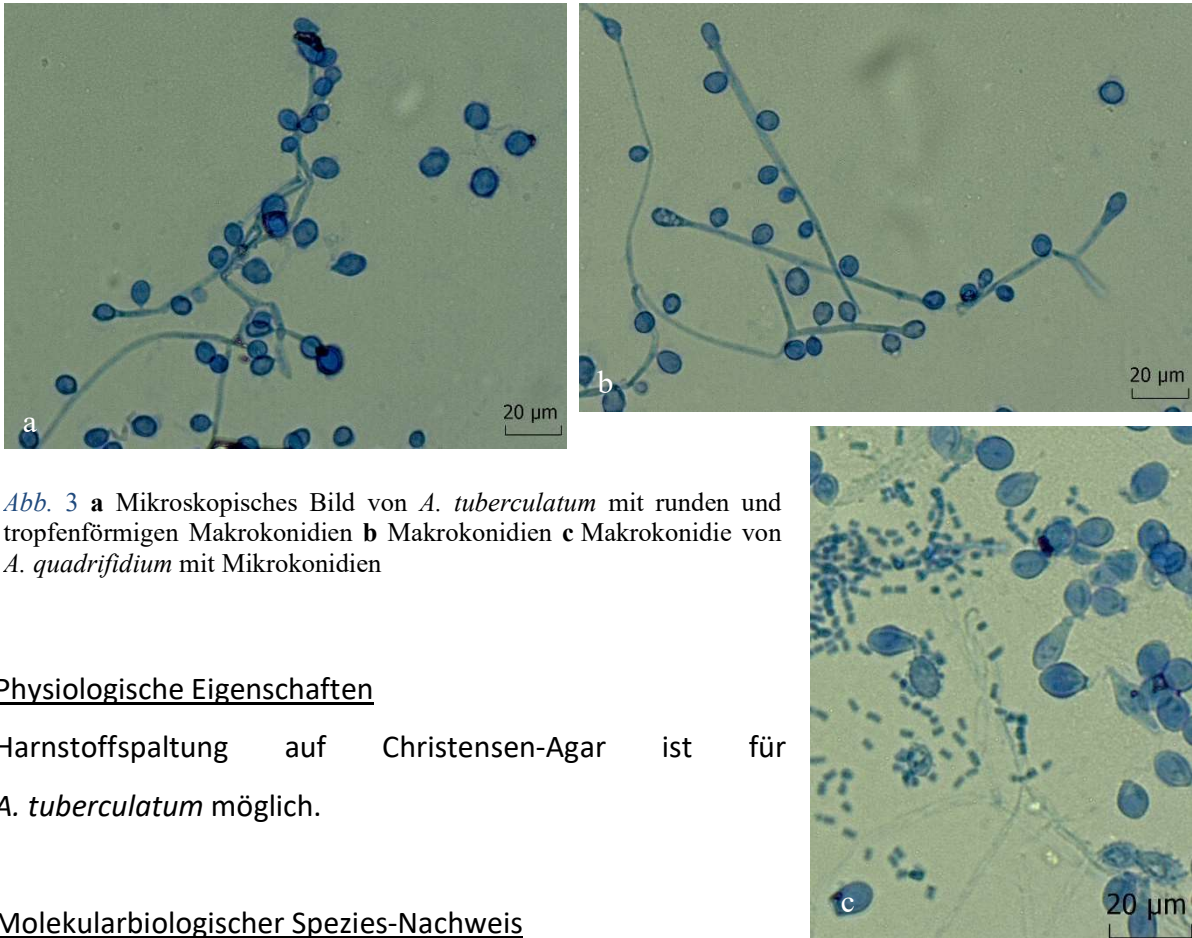 a
20 µm
b
20 µm
Abb. 3 a Mikroskopisches Bild von A. tuberculatum mit runden und
tropfenförmigen Makrokonidien b Makrokonidien c Makrokonidie von
A. quadrifidium mit Mikrokonidien
Physiologische Eigenschaften
Harnstoffspaltung auf Christensen-Agar ist für
A. tuberculatum möglich.
Molekularbiologischer Spezies-Nachweis
c
20 µm